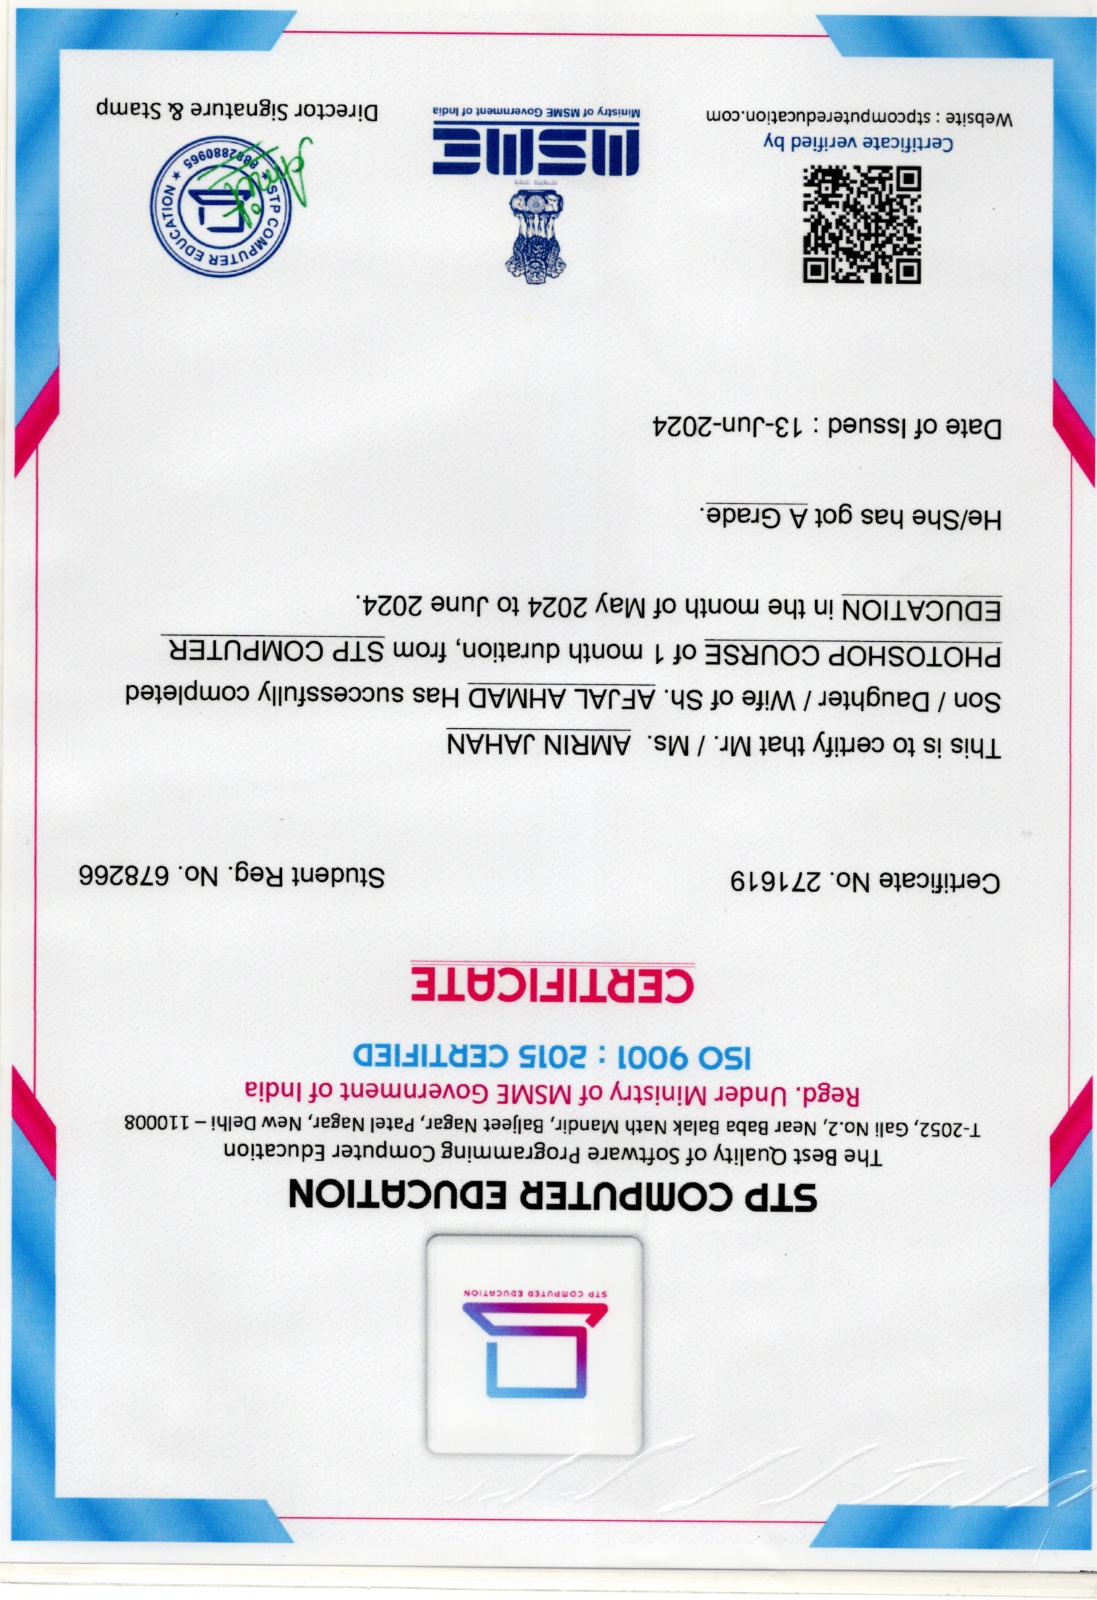 STP COMPUTER EDUCATION
STP COMPUTER EDUCATION
The Best Quality of Software Programming Computer Education
T-2052, Gali No.2, Near Baba Balak Nath Mandir, Baljeet Nagar, Patel Nagar, New Delhi – 110008
Regd. Under Ministry of MSME Government of India
ISO 9001 : 2015 CERTIFIED
CERTIFICATE
Certificate No. 271619
Student Reg. No. 678266
This is to certify that Mr. / Ms. AMRIN JAHAN
Son / Daughter / Wife of Sh. AFJAL AHMAD Has successfully completed
PHOTOSHOP COURSE of 1 month duration, from STP COMPUTER
EDUCATION in the month of May 2024 to June 2024.
He/She has got A Grade.
Date of Issued : 13-Jun-2024
Certificate verified by
Website : stpcomputereducation.com
MSME
Ministry of MSME Government of India
STP COMPUTER EDUCATION
8882880965
Amit
Director Signature & Stamp